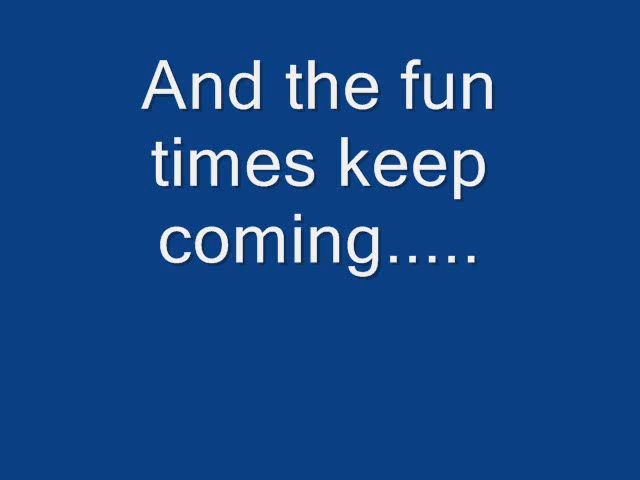 And the fun
times keep
coming.....